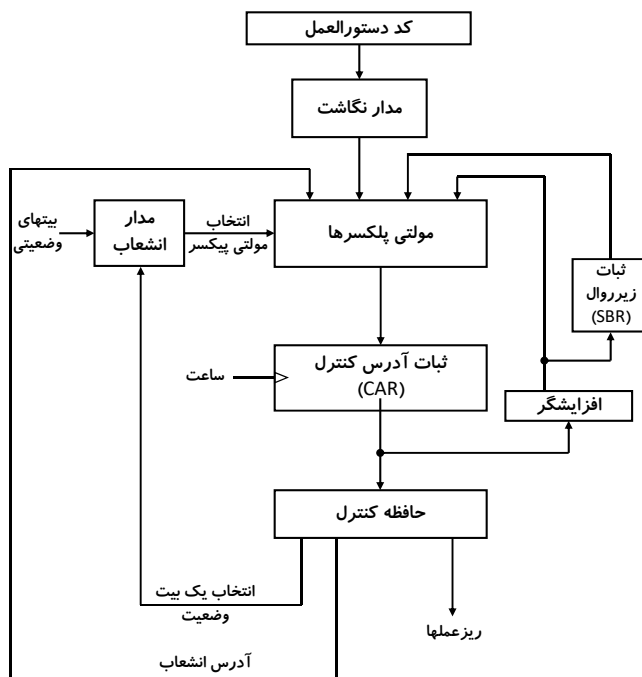 کد دستورالعمل
مدار نگاشت
بیتهای
وضعیتی
مدار
انشعاب
انتخاب
مولتی پیکسر
مولتی پلکسرها
ثبات
زیرروال
(SBR)
ساعت
ثبات آدرس کنترل
(CAR)
افزایشگر
حافظه کنترل
انتخاب یک بیت
وضعیت
ریزعملها
آدرس انشعاب